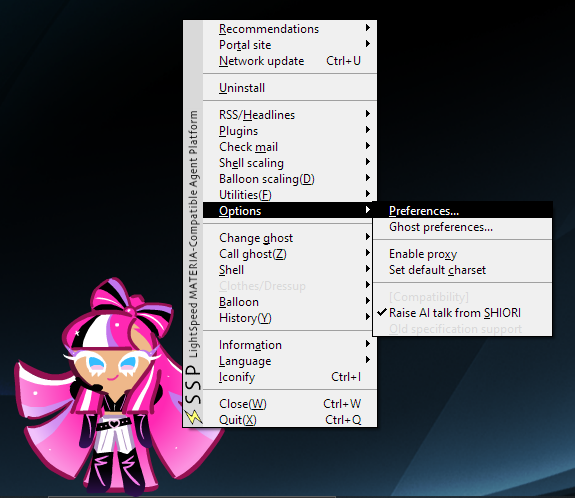 Recommendations
Portal site
Network update Ctrl+U
Uninstall
RSS/Headlines
Plugins
Check mail
Shell scaling
Balloon scaling(D)
Utilities(F)
Options
Change ghost
Call ghost(Z)
Shell
Clothes/Dressup
Balloon
History(Y)
Information
Language
Iconify Ctrl+I
Close(W) Ctrl+W
Quit(X) Ctrl+Q
SSP LightSpeed MATERIA-Compatible Agent Platform
Preferences...
Ghost preferences...
Enable proxy
Set default charset
[Compatibility]
Raise AI talk from SHIORI
Old specification support